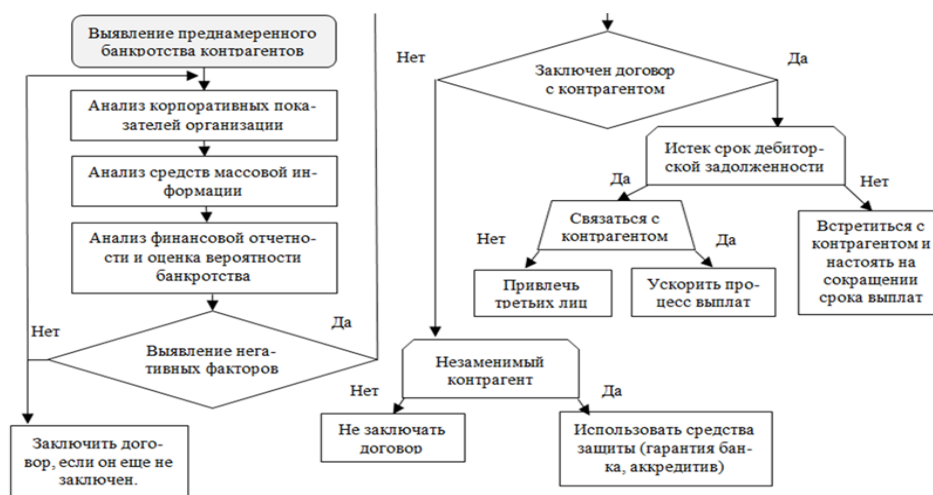 Выявление преднамеренного
банкротства контрагентов
Анализ корпоративных пока-
зателей организации
Анализ средств массовой ин-
формации
Анализ финансовой отчетно-
сти и оценка вероятности
банкротства
Нет
Да
Выявление нега-
тивных факторов
Заключить дого-
вор, если он еще не
заключен.
Нет
Да
Заключен договор
с контрагентом
Истек срок дебитор-
ской задолженности
Да
Нет
Связаться с
контрагентом
Встретиться с
контрагентом и
настоять на
сокращении
срока выплат
Нет
Да
Привлечь
третьих лиц
Ускорить про-
цесс выплат
Незаменимый
контрагент
Нет
Да
Не заключать
договор
Использовать средства
защиты (гарантия бан-
ка, аккредитив)